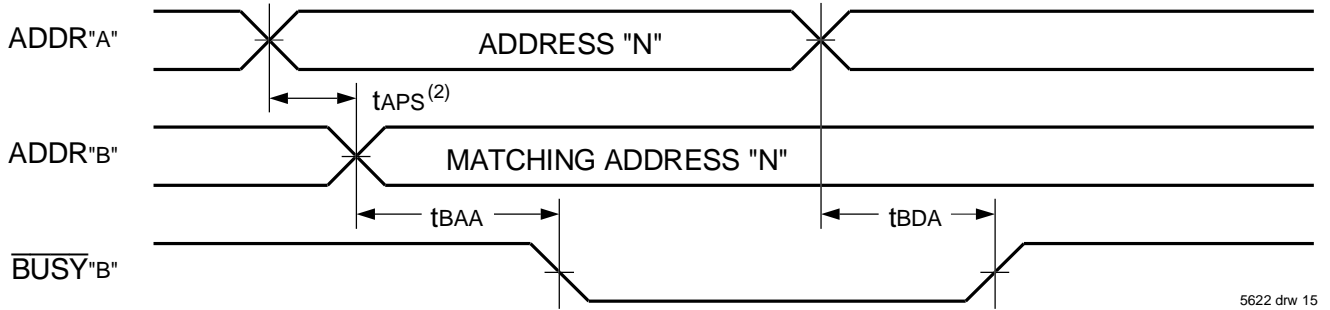 ADDR"A"
ADDRESS "N"
tAPS(2)
ADDR"B"
MATCHING ADDRESS "N"
tBAA
tBDA
BUSY"B"
5622 drw 15